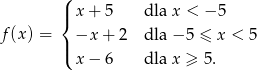 x + 5 dla x < −5
f(x) = { −x + 2 dla −5 ⩽ x < 5
x − 6 dla x ⩾ 5.